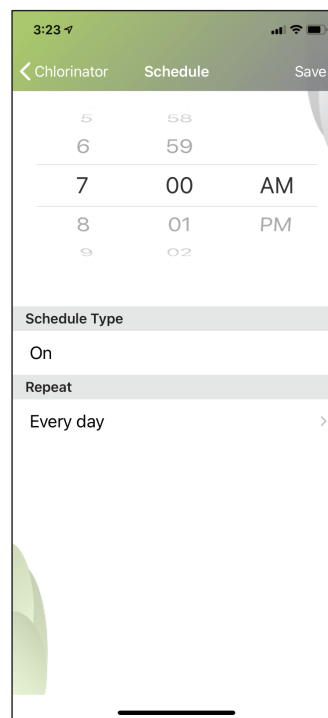 3:23
Chlorinator Schedule Save
5 58
6 59
7 00 AM
8 01 PM
9 02
Schedule Type
On
Repeat
Every day